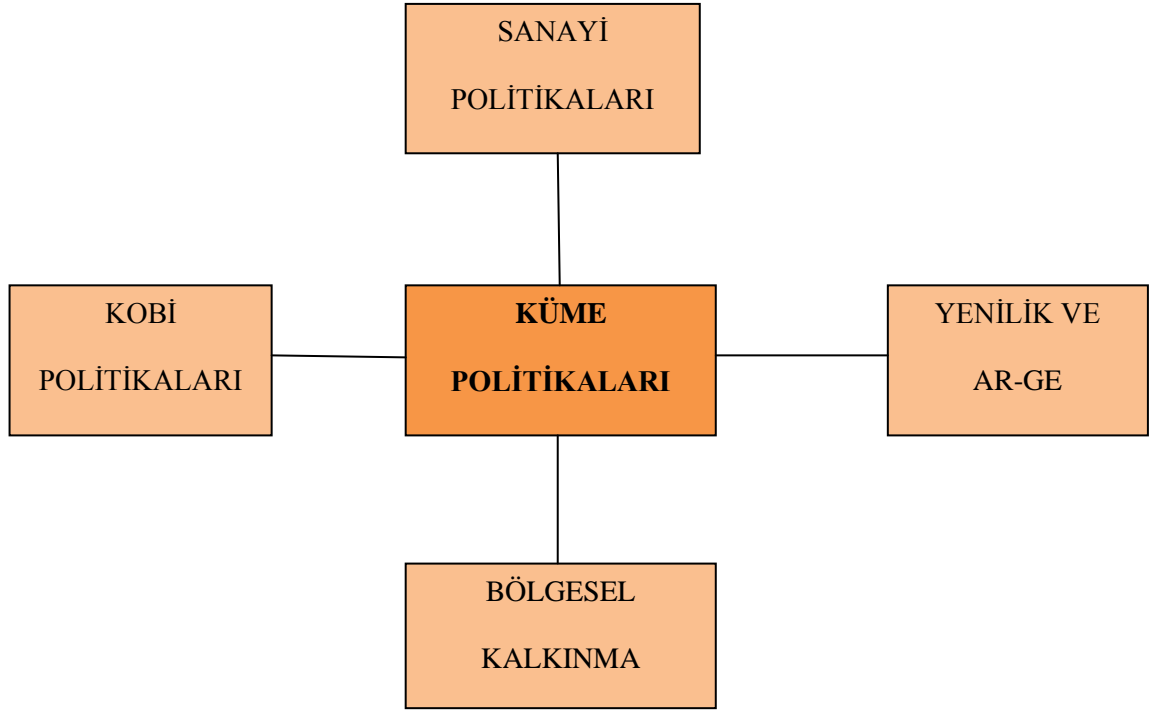 SANAYİ
POLİTİKALARI
KOBİ
POLİTİKALARI
KÜME
POLİTİKALARI
YENİLİK VE
AR-GE
BÖLGESEL
KALKINMA